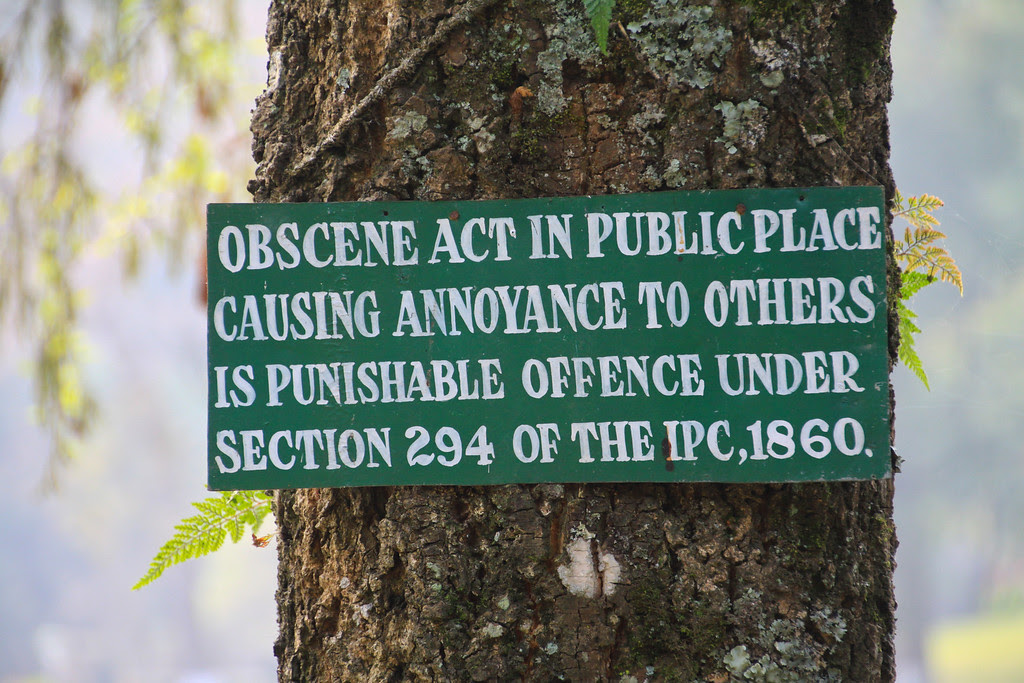 OBSCENE ACT IN PUBLIC PLACE
CAUSING ANNOYANCE TO OTHERS
IS PUNISHABLE OFFENCE UNDER
SECTION 294 OF THE IPC, 1860.